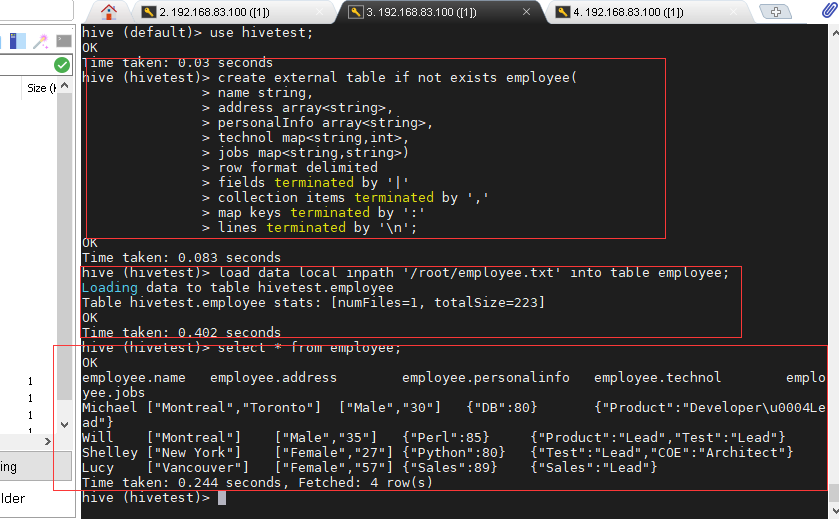 2. 192.168.83.100 ([1])
3. 192.168.83.100 ([1])
4. 192.168.83.100 ([1])
Size (
hive (default)> use hivetest;
OK
Time taken: 0.03 seconds
hive (hivetest)> create external table if not exists employee(
> name string,
> address array<string>,
> personalInfo array<string>,
> technol map<string,int>,
> jobs map<string,string>)
> row format delimited
> fields terminated by '|'
> collection items terminated by ','
> map keys terminated by ':'
> lines terminated by '\n';
OK
Time taken: 0.083 seconds
hive (hivetest)> load data local inpath '/root/employee.txt' into table employee;
Loading data to table hivetest.employee
Table hivetest.employee stats: [numFiles=1, totalSize=223]
OK
Time taken: 0.402 seconds
hive (hivetest)> select * from employee;
OK
employee.name employee.address employee.personalinfo employee.technol emplo
yee.jobs
Michael ["Montreal","Toronto"] ["Male","30"] {"DB":80} {"Product":"Developer\u0004Le
ad"}
Will ["Montreal"] ["Male","35"] {"Perl":85} {"Product":"Lead","Test":"Lead"}
Shelley ["New York"] ["Female","27"] {"Python":80} {"Test":"Lead","COE":"Architect"}
Lucy ["Vancouver"] ["Female","57"] {"Sales":89} {"Sales":"Lead"}
Time taken: 0.244 seconds, Fetched: 4 row(s)
hive (hivetest)>
1
1
1
1
ing
lder